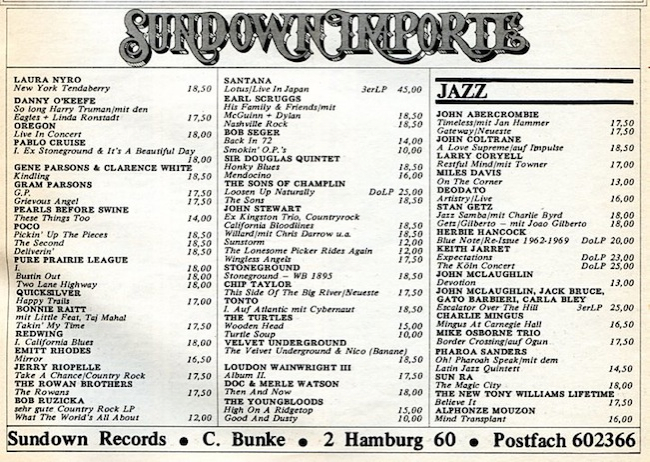 SUNDOWN IMPORTE
LAURA NYRO
New York Tendaberry 18,50
DANNY O'KEEFE
So long Harry Truman/mit den
Eagles + Linda Ronstadt 17,50
OREGON
Live In Concert 18,00
PABLO CRUISE
I. Ex Stoneground & It's A Beautiful Day
18,00
GENE PARSONS & CLARENCE WHITE
Kindling 18,50
GRAM PARSONS
G.P. 17,50
Grievous Angel 17,50
PEARLS BEFORE SWINE
These Things Too 14,00
POCO
Pickin' Up The Pieces 18,50
The Second 18,50
Deliverin' 18,50
PURE PRAIRIE LEAGUE
I. 18,00
Bustin Out 18,00
Two Lane Highway 18,00
QUICKSILVER
Happy Trails 17,00
BONNIE RAITT
mit Little Feat, Taj Mahal
Takin' My Time 17,50
REDWING
I. California Blues 18,00
EMITT RHODES
Mirror 16,50
JERRY RIOPELLE
Take A Chance/Country Rock 17,50
THE ROWAN BROTHERS
The Rowans 17,50
BOB RUZICKA
sehr gute Country Rock LP
What The World's All About 12,00
SANTANA
Lotus/Live In Japan 3erLP 45,00
EARL SCRUGGS
His Family & Friends/mit
McGuinn + Dylan 18,50
Nashville Rock 18,50
BOB SEGER
Back In 72 14,00
Smokin' O.P.'s 10,00
SIR DOUGLAS QUINTET
Honky Blues 18,50
Mendocino 16,00
THE SONS OF CHAMPLIN
Loosen Up Naturally DoLP 25,00
The Sons 18,50
JOHN STEWART
Ex Kingston Trio, Countryrock
California Bloodlines 18,50
Willard/mit Chris Darrow u.a. 18,50
Sunstorm 12,00
The Lonesome Picker Rides Again 12,00
Wingless Angels 17,50
STONEGROUND
Stoneground - WB 1895 18,50
CHIP TAYLOR
This Side Of The Big River/Neueste 17,50
TONTO
I. Auf Atlantic mit Cybernaut 18,50
THE TURTLES
Wooden Head 15,00
Turtle Soup 10,00
VELVET UNDERGROUND
The Velvet Underground & Nico (Banane)
18,50
LOUDON WAINWRIGHT III
Album II. 17,50
DOC & MERLE WATSON
Then And Now 18,00
THE YOUNGBLOODS
High On A Ridgetop 15,00
Good And Dusty 10,00
JAZZ
JOHN ABERCROMBIE
Timeless/mit Jan Hammer 17,50
Gateway/Neueste 17,50
JOHN COLTRANE
A Love Supreme/auf Impulse 18,50
LARRY CORYELL
Restful Mind/mit Towner 17,00
MILES DAVIS
On The Corner 13,00
DEODATO
Artistry/Live 16,00
STAN GETZ
Jazz Samba/mit Charlie Byrd 18,00
Getz/Gilberto - mit Joao Gilberto 18,00
HERBIE HANCOCK
Blue Note/Re-Issue 1962-1969 DoLP 20,00
KEITH JARRET
Expectations DoLP 23,00
The Köln Concert DoLP 25,00
JOHN MCLAUGHLIN
Devotion 13,00
JOHN MCLAUGHLIN, JACK BRUCE,
GATO BARBIERI, CARLA BLEY
Escalator Over The Hill 3erLP 25,00
CHARLIE MINGUS
Mingus At Carnegie Hall 16,50
MIKE OSBORNE TRIO
Border Crossing/auf Ogun 17,50
PHAROA SANDERS
Oh! Pharoah Speak/mit dem
Latin Jazz Quintett 14,50
SUN RA
The Magic City 18,00
THE NEW TONY WILLIAMS LIFETIME
Believe It 17,50
ALPHONZE MOUZON
Mind Transplant 16,00
Sundown Records ● C. Bunke ● 2 Hamburg 60 ● Postfach 602366